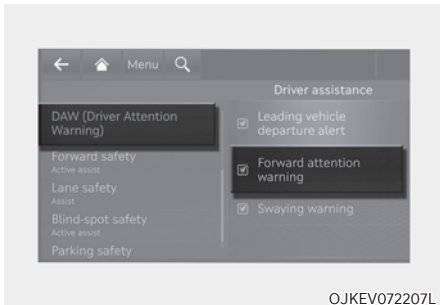 Menu
Driver assistance
DAW (Driver Attention
Warning)
Forward safety
Active assist
Lane safety
Assist
Blind-spot safety
Active assist
Parking safety
Leading vehicle
departure alert
Forward attention
warning
Swaying warning
OJKEV072207L